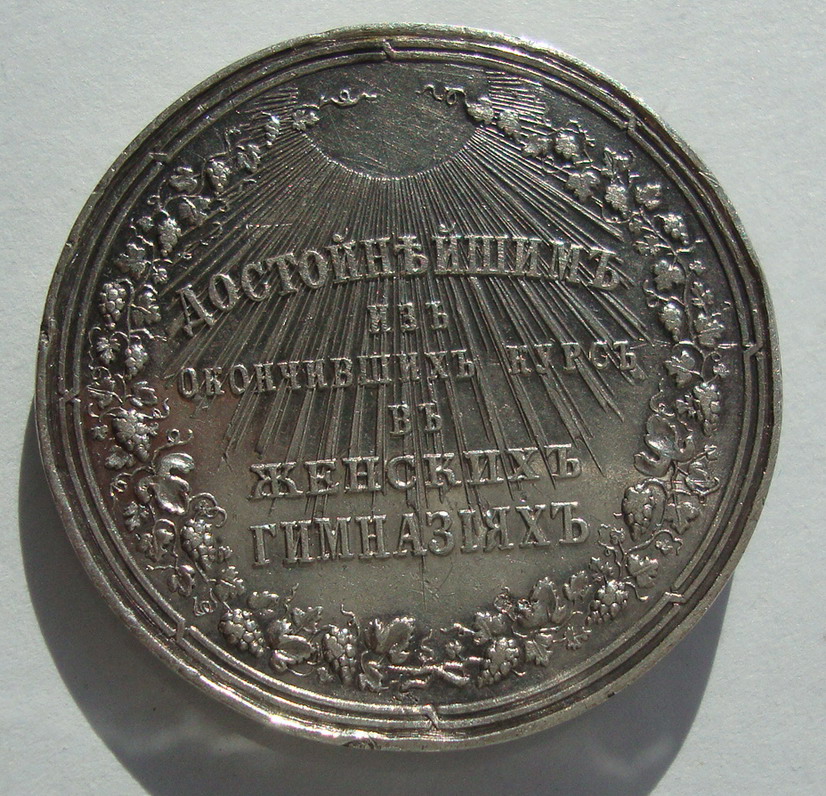 ДОСТОЙНѢЙШИМЪ
ИЗЪ
ОКОНЧИВШИХЪ КУРСЪ
ВЪ
ЖЕНСКИХЪ
ГИМНАЗІЯХЪ